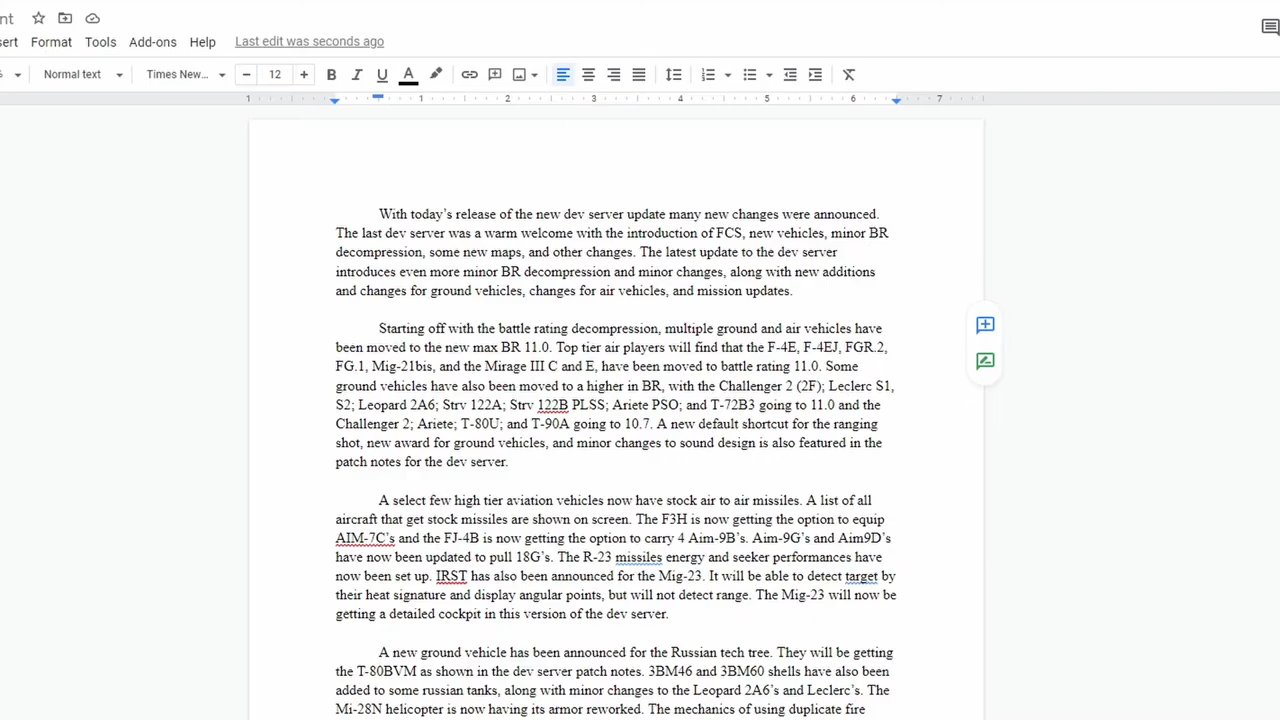 nt
sert Format Tools Add-ons Help Last edit was seconds ago
% Normal text Times New... 12 B I U A
1 1 2 3 4 5 6 7
With today's release of the new dev server update many new changes were announced.
The last dev server was a warm welcome with the introduction of FCS, new vehicles, minor BR
decompression, some new maps, and other changes. The latest update to the dev server
introduces even more minor BR decompression and minor changes, along with new additions
and changes for ground vehicles, changes for air vehicles, and mission updates.
Starting off with the battle rating decompression, multiple ground and air vehicles have
been moved to the new max BR 11.0. Top tier air players will find that the F-4E, F-4EJ, FGR.2,
FG.1, Mig-21bis, and the Mirage III C and E, have been moved to battle rating 11.0. Some
ground vehicles have also been moved to a higher in BR, with the Challenger 2 (2F); Leclerc S1,
S2; Leopard 2A6; Strv 122A; Strv 122B PLSS; Ariete PSO; and T-72B3 going to 11.0 and the
Challenger 2; Ariete; T-80U; and T-90A going to 10.7. A new default shortcut for the ranging
shot, new award for ground vehicles, and minor changes to sound design is also featured in the
patch notes for the dev server.
A select few high tier aviation vehicles now have stock air to air missiles. A list of all
aircraft that get stock missiles are shown on screen. The F3H is now getting the option to equip
AIM-7C's and the FJ-4B is now getting the option to carry 4 Aim-9B's. Aim-9G's and Aim9D's
have now been updated to pull 18G's. The R-23 missiles energy and seeker performances have
now been set up. IRST has also been announced for the Mig-23. It will be able to detect target by
their heat signature and display angular points, but will not detect range. The Mig-23 will now be
getting a detailed cockpit in this version of the dev server.
A new ground vehicle has been announced for the Russian tech tree. They will be getting
the T-80BVM as shown in the dev server patch notes. 3BM46 and 3BM60 shells have also been
added to some russian tanks, along with minor changes to the Leopard 2A6's and Leclerc's. The
Mi-28N helicopter is now having its armor reworked. The mechanics of using duplicate fire